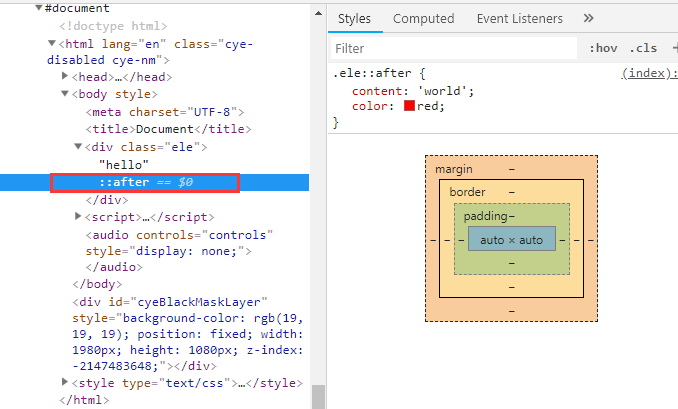 #document
<!doctype html>
<html lang="en" class="cye-
disabled cye-nm">
<head>…</head>
<body style>
<meta charset="UTF-8">
<title>Document</title>
<div class="ele">
"hello"
::after == $0
</div>
<script>…</script>
<audio controls="controls"
style="display: none;">
</audio>
</body>
<div id="cyeBlackMaskLayer"
style="background-color: rgb(19,
19, 19); position: fixed; width:
1980px; height: 1080px; z-index:
-2147483648;"></div>
<style type="text/css">…</style>
</html>
Styles Computed Event Listeners »
Filter :hov .cls +
.ele::after { (index):
content: 'world';
color: red;
}
margin –
border –
padding –
– – – auto × auto – – –
–
–
–